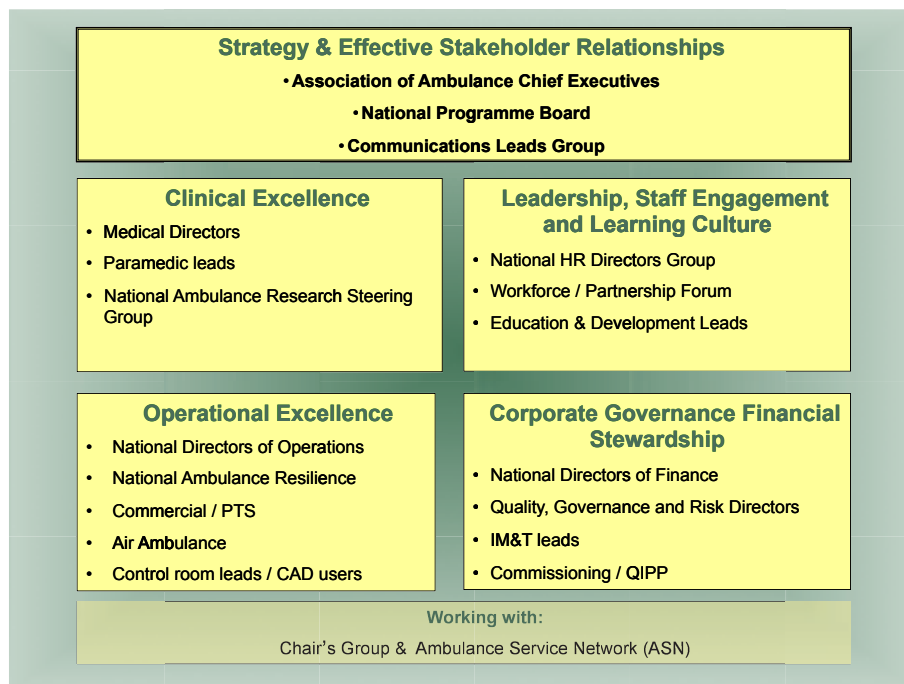 Strategy & Effective Stakeholder Relationships
•Association of Ambulance Chief Executives
•National Programme Board
•Communications Leads Group
Clinical Excellence
• Medical Directors
• Paramedic leads
• National Ambulance Research Steering
Group
Leadership, Staff Engagement
and Learning Culture
• National HR Directors Group
• Workforce / Partnership Forum
• Education & Development Leads
Operational Excellence
• National Directors of Operations
• National Ambulance Resilience
• Commercial / PTS
• Air Ambulance
• Control room leads / CAD users
Corporate Governance Financial
Stewardship
• National Directors of Finance
• Quality, Governance and Risk Directors
• IM&T leads
• Commissioning / QIPP
Working with:
Chair’s Group & Ambulance Service Network (ASN)